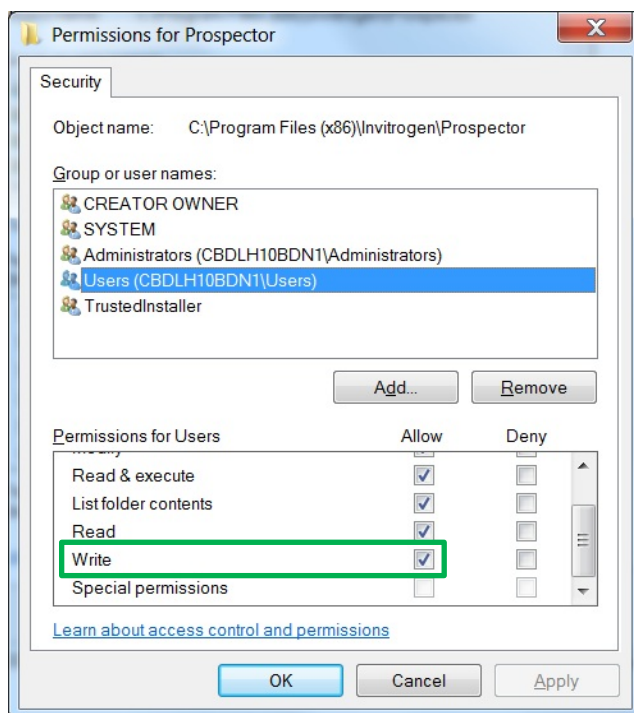 Permissions for Prospector
X
Security
Object name: C:\Program Files (x86)\Invitrogen\Prospector
Group or user names:
CREATOR OWNER
SYSTEM
Administrators (CBDLH10BDN1\Administrators)
Users (CBDLH10BDN1\Users)
TrustedInstaller
Add... Remove
Permissions for Users Allow Deny
Read & execute
List folder contents
Read
Write
Special permissions
Learn about access control and permissions
OK Cancel Apply